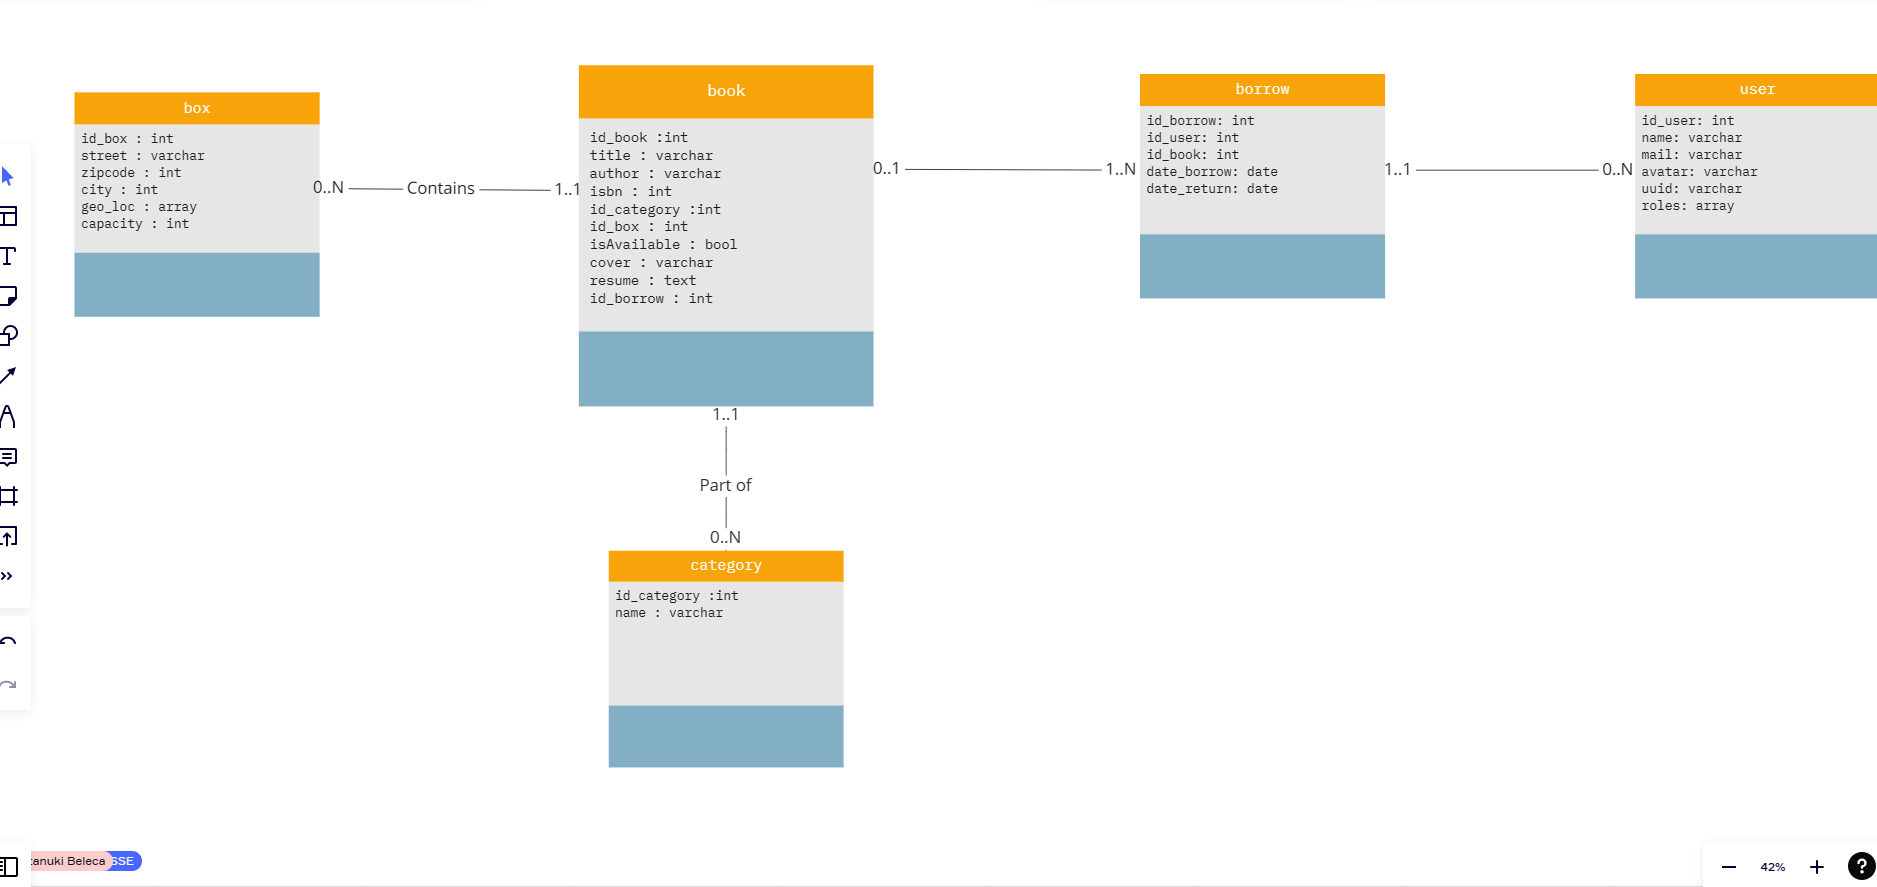 box
id_box : int
street : varchar
zipcode : int
city : int
geo_loc : array
capacity : int
0..N
Contains
1..1
book
id_book :int
title : varchar
author : varchar
isbn : int
id_category :int
id_box : int
isAvailable : bool
cover : varchar
resume : text
id_borrow : int
0..1
1..N
borrow
id_borrow: int
id_user: int
id_book: int
date_borrow: date
date_return: date
1..1
0..N
user
id_user: int
name: varchar
mail: varchar
avatar: varchar
uuid: varchar
roles: array
1..1
Part of
0..N
category
id_category :int
name : varchar
Beleca
42%
?